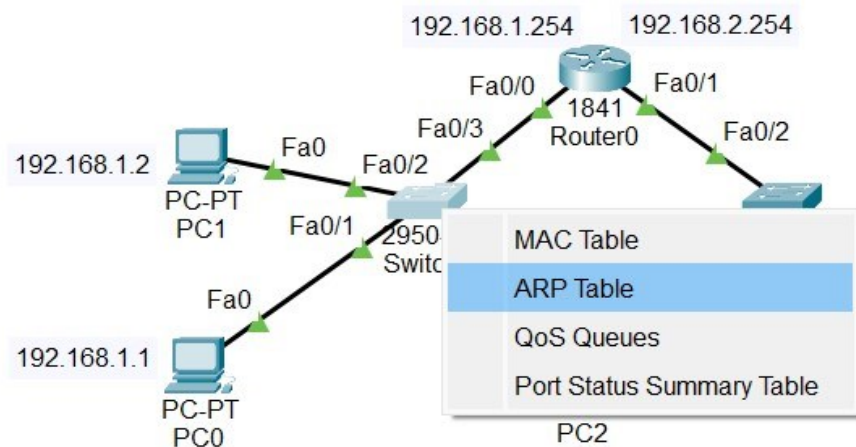 192.168.1.254
192.168.2.254
Fa0/0
Fa0/1
1841
Router0
Fa0/3
Fa0/2
192.168.1.2
Fa0
Fa0/2
PC-PT
PC1
Fa0/1
2950-
Switc
MAC Table
ARP Table
QoS Queues
Port Status Summary Table
Fa0
192.168.1.1
PC-PT
PC0
PC2